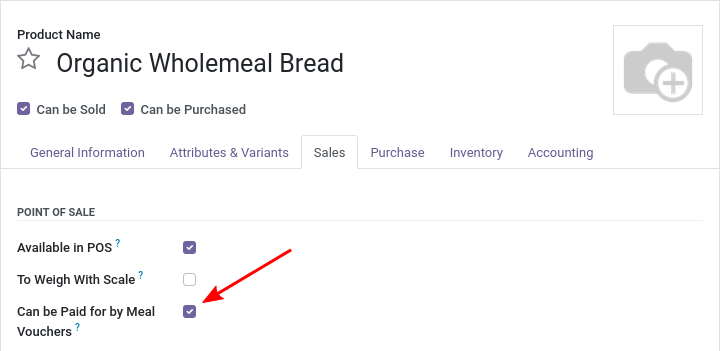 Product Name
Organic Wholemeal Bread
Can be Sold Can be Purchased
General Information Attributes & Variants Sales Purchase Inventory Accounting
POINT OF SALE
Available in POS ?
To Weigh With Scale ?
Can be Paid for by Meal
Vouchers ?